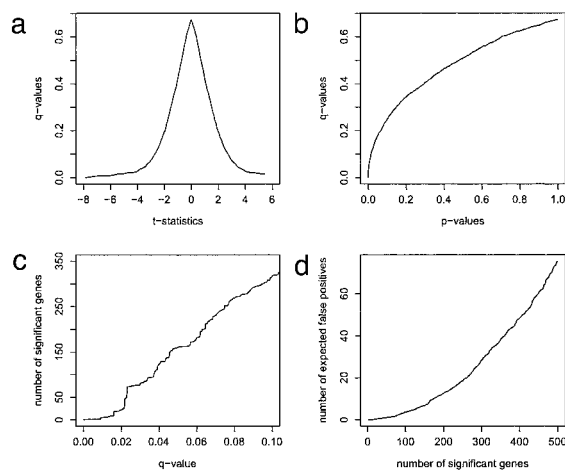 a
q−values
0.0 0.2 0.4 0.6
−8 −6 −4 −2 0 2 4 6
t−statistics
b
q−values
0.0 0.2 0.4 0.6
0.0 0.2 0.4 0.6 0.8 1.0
p−values
c
number of significant genes
0 50 150 250 350
0.00 0.02 0.04 0.06 0.08 0.10
q−value
d
number of expected false positives
0 20 40 60
0 100 200 300 400 500
number of significant genes